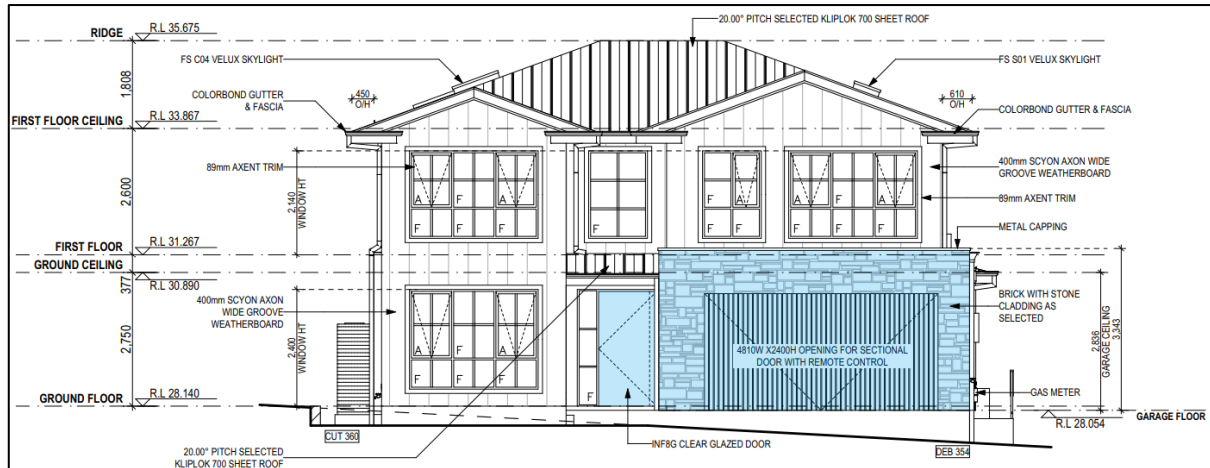 20.00° PITCH SELECTED KLIPLOK 700 SHEET ROOF
RIDGE
R.L 35.675
FS C04 VELUX SKYLIGHT
FS S01 VELUX SKYLIGHT
1,808
COLORBOND GUTTER
& FASCIA
450
O/H
610
O/H
COLORBOND GUTTER & FASCIA
FIRST FLOOR CEILING
R.L 33.867
89mm AXENT TRIM
400mm SCYON AXON WIDE
GROOVE WEATHERBOARD
2,600
2,140
WINDOW HT
A
F
A
A
A
F
A
F
F
F
F
F
F
F
F
F
89mm AXENT TRIM
METAL CAPPING
FIRST FLOOR
R.L 31.267
GROUND CEILING
377
R.L 30.890
400mm SCYON AXON
WIDE GROOVE
WEATHERBOARD
BRICK WITH STONE
CLADDING AS
SELECTED
2,750
2,400
WINDOW HT
A
F
A
F
F
F
F
4810W X2400H OPENING FOR SECTIONAL
DOOR WITH REMOTE CONTROL
2,836
GARAGE CEILING
3,343
GAS METER
GROUND FLOOR
R.L 28.140
GARAGE FLOOR
R.L 28.054
CUT 360
INF8G CLEAR GLAZED DOOR
DEB 354
20.00° PITCH SELECTED
KLIPLOK 700 SHEET ROOF